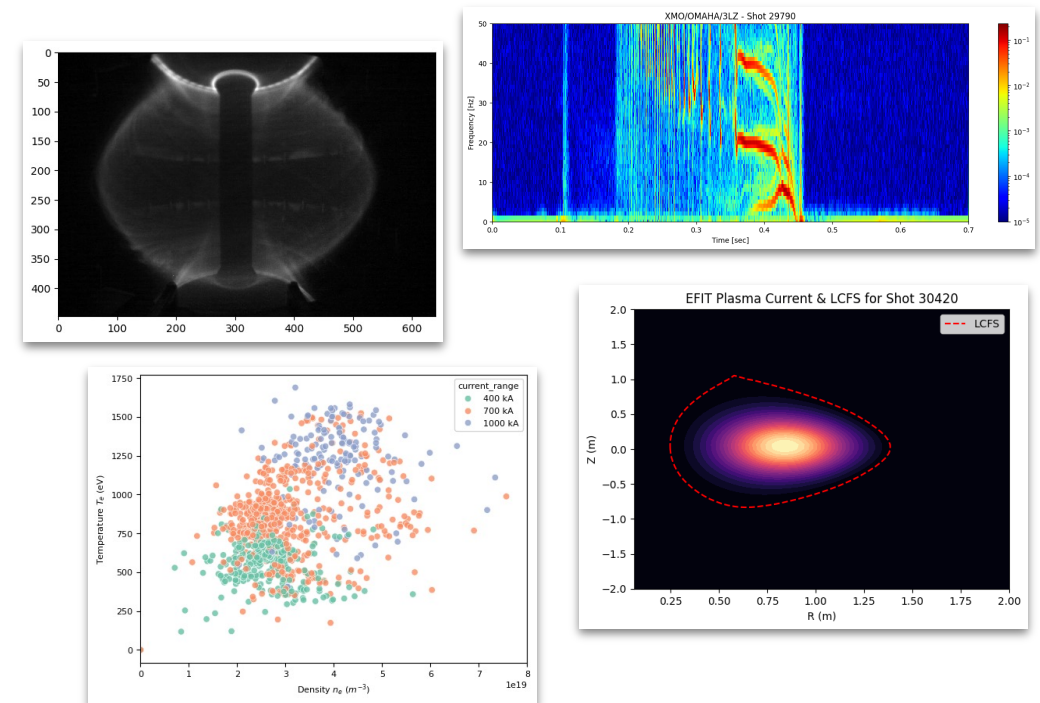 0
50
100
150
200
250
300
350
400
0 100 200 300 400 500 600
XMO/OMAHA/3LZ - Shot 29790
Frequency [Hz]
50
40
30
20
10
0
0.0 0.1 0.2 0.3 0.4 0.5 0.6 0.7
Time [sec]
10⁻¹
10⁻²
10⁻³
10⁻⁴
10⁻⁵
current_range
400 kA
700 kA
1000 kA
Temperature Tₑ (eV)
1750
1500
1250
1000
750
500
250
0
0 1 2 3 4 5 6 7 8
1e19
Density nₑ (m⁻³)
EFIT Plasma Current & LCFS for Shot 30420
LCFS
Z (m)
2.0
1.5
1.0
0.5
0.0
−0.5
−1.0
−1.5
−2.0
0.25 0.50 0.75 1.00 1.25 1.50 1.75 2.00
R (m)